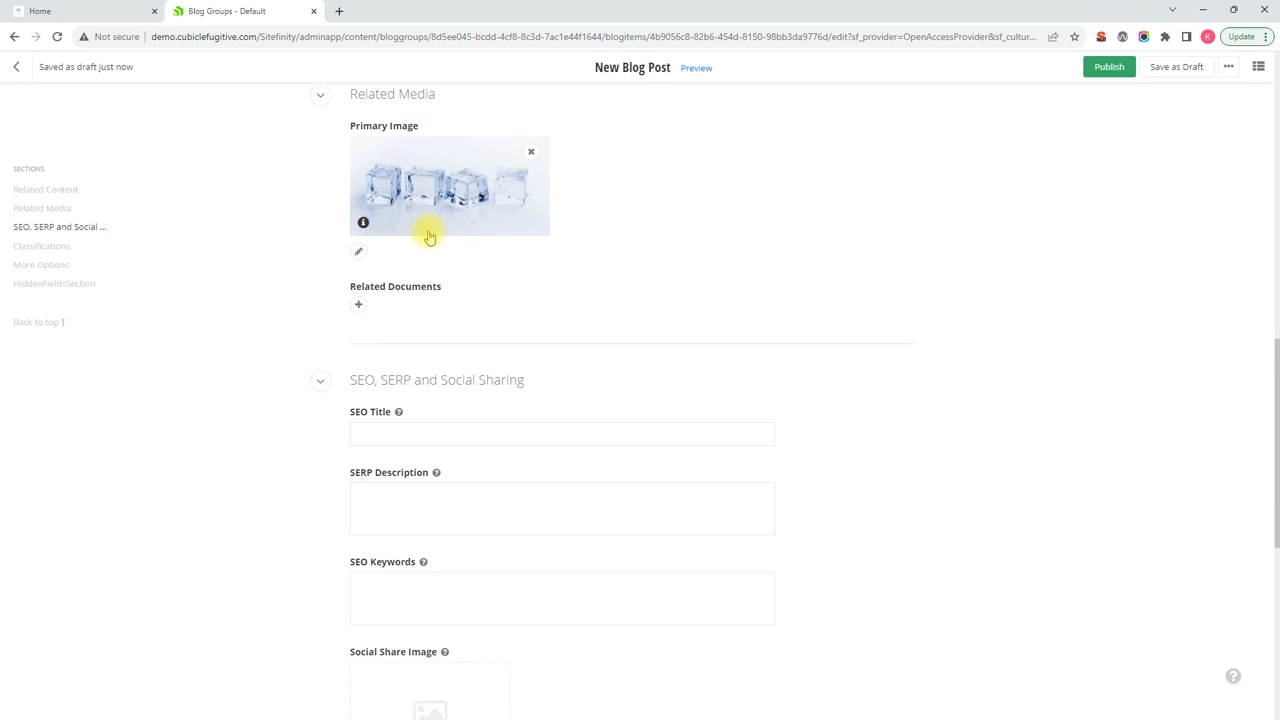 Home
Blog Groups - Default
Not secure
demo.cubiclefugitive.com/Sitefinity/adminapp/content/bloggroups/8d5ee045-bcdd-4cf8-8c3d-7ac1e44f1644/blogitems/4b9056c8-82b6-454d-8150-98bb3da9776d/edit?sf_provider=OpenAccessProvider&sf_cultur...
Update
Saved as draft just now
New Blog Post
Preview
Publish
Save as Draft
SECTIONS
Related Content
Related Media
SEO, SERP and Social ...
Classifications
More Options
HiddenFieldsSection
Back to top
Related Media
Primary Image
Related Documents
SEO, SERP and Social Sharing
SEO Title
SERP Description
SEO Keywords
Social Share Image